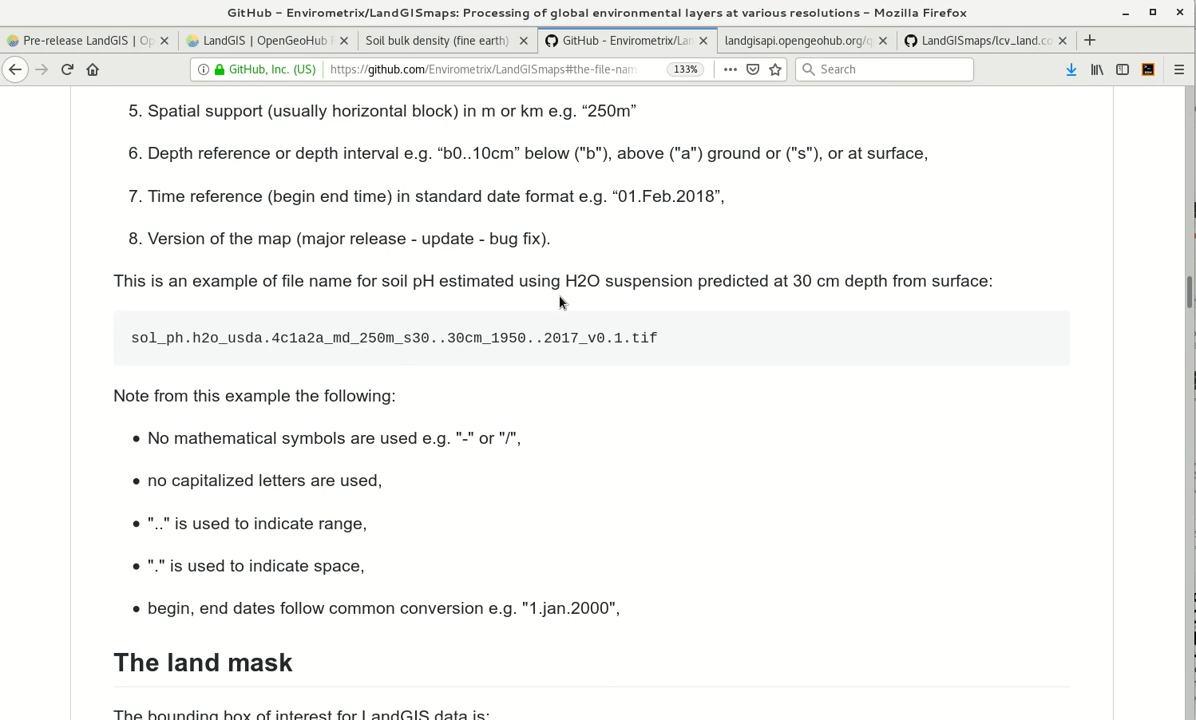 GitHub - Envirometrix/LandGISmaps: Processing of global environmental layers at various resolutions - Mozilla Firefox
Pre-release LandGIS | Op
LandGIS | OpenGeoHub
Soil bulk density (fine earth)
GitHub - Envirometrix/Lan
landgisapi.opengeohub.org/q
LandGISmaps/lcv_land.co
GitHub, Inc. (US)
https://github.com/Envirometrix/LandGISmaps#the-file-nam
133%
Search
5. Spatial support (usually horizontal block) in m or km e.g. “250m”
6. Depth reference or depth interval e.g. “b0..10cm” below ("b"), above ("a") ground or ("s"), or at surface,
7. Time reference (begin end time) in standard date format e.g. “01.Feb.2018”,
8. Version of the map (major release - update - bug fix).
This is an example of file name for soil pH estimated using H2O suspension predicted at 30 cm depth from surface:
sol_ph.h2o_usda.4c1a2a_md_250m_s30..30cm_1950..2017_v0.1.tif
Note from this example the following:
• No mathematical symbols are used e.g. "-" or "/",
• no capitalized letters are used,
• ".." is used to indicate range,
• "." is used to indicate space,
• begin, end dates follow common conversion e.g. "1.jan.2000",
The land mask
The bounding box of interest for LandGIS data is: